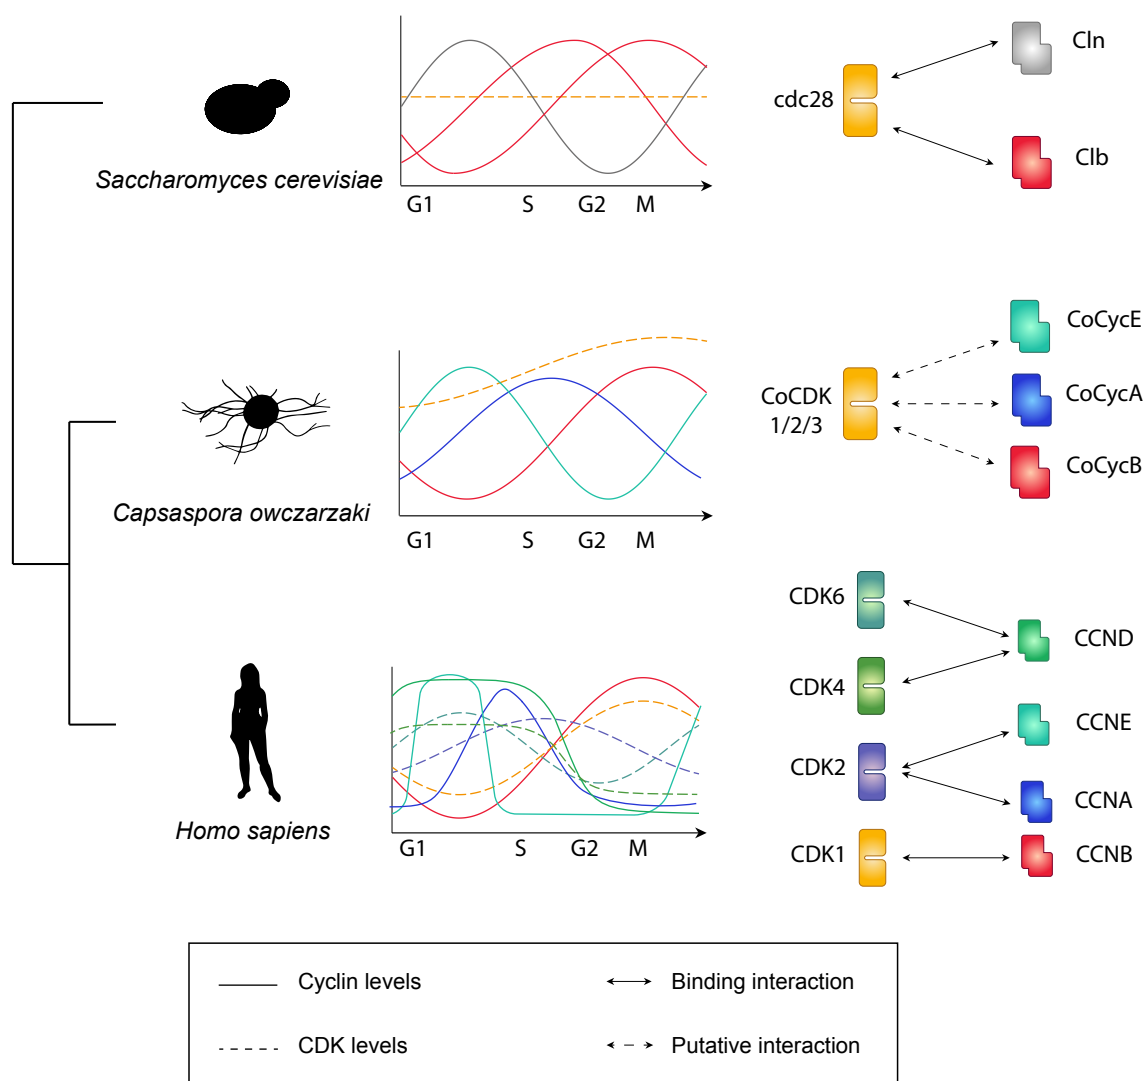 Saccharomyces cerevisiae
G1 S G2 M
cdc28
Cln
Clb
Capsaspora owczarzaki
G1 S G2 M
CoCDK
1/2/3
CoCycE
CoCycA
CoCycB
Homo sapiens
G1 S G2 M
CDK6
CDK4
CDK2
CDK1
CCND
CCNE
CCNA
CCNB
Cyclin levels
Binding interaction
CDK levels
Putative interaction